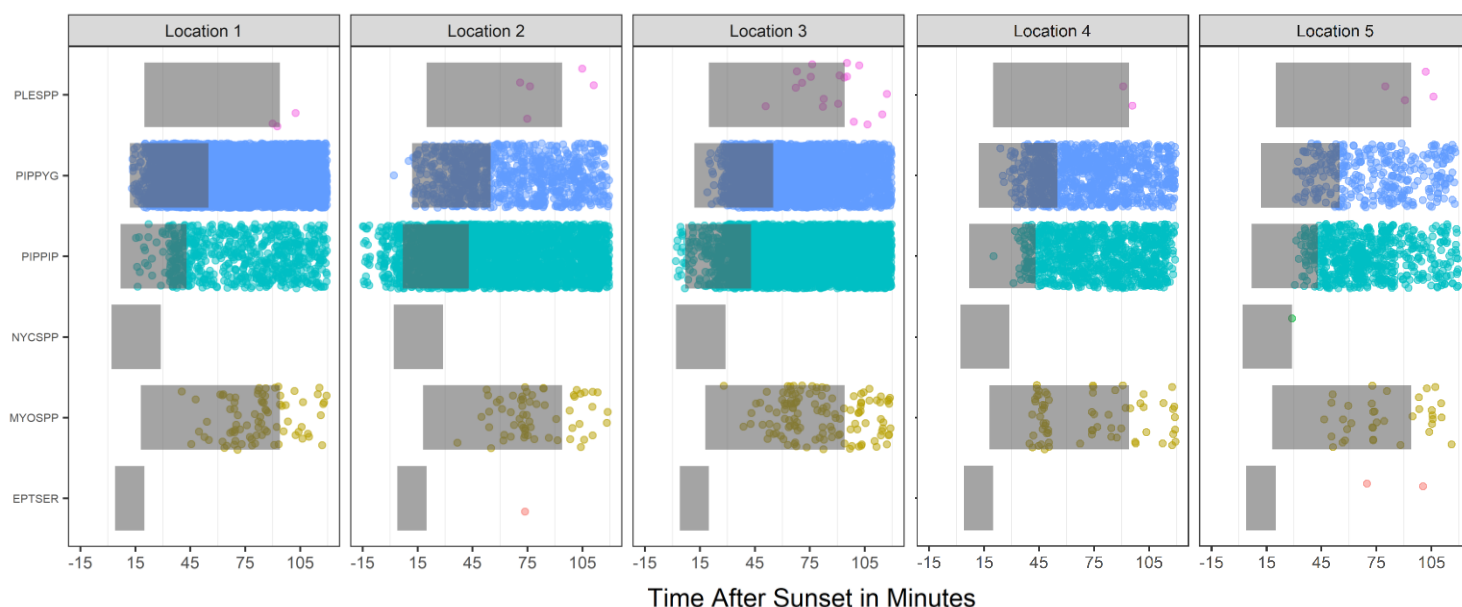 Location 1 Location 2 Location 3 Location 4 Location 5
PLESPP
PIPPYG
PIPPIP
NYCSPP
MYOSPP
EPTSER
-15 15 45 75 105 -15 15 45 75 105 -15 15 45 75 105 -15 15 45 75 105 -15 15 45 75 105
Time After Sunset in Minutes